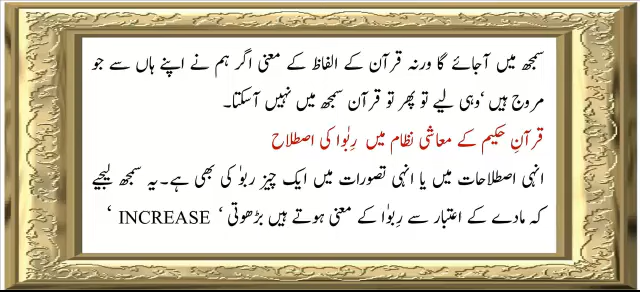 سمجھ میں آجائے گا ورنہ قرآن کے الفاظ کے معنی اگر ہم نے اپنے ہاں سے جو
مروج ہیں ‘وہی لیے تو پھر تو قرآن سمجھ میں نہیں آسکتا۔
قرآنِ حکیم کے معاشی نظام میں رِبٰوا کی اصطلاح
انہی اصطلاحات میں یا انہی تصورات میں ایک چیز ربوٰ کی بھی ہے۔یہ سمجھ لیجیے
کہ مادے کے اعتبار سے رِبوٰا کے معنی ہوتے ہیں بڑھوتی ‘ INCREASE ‘